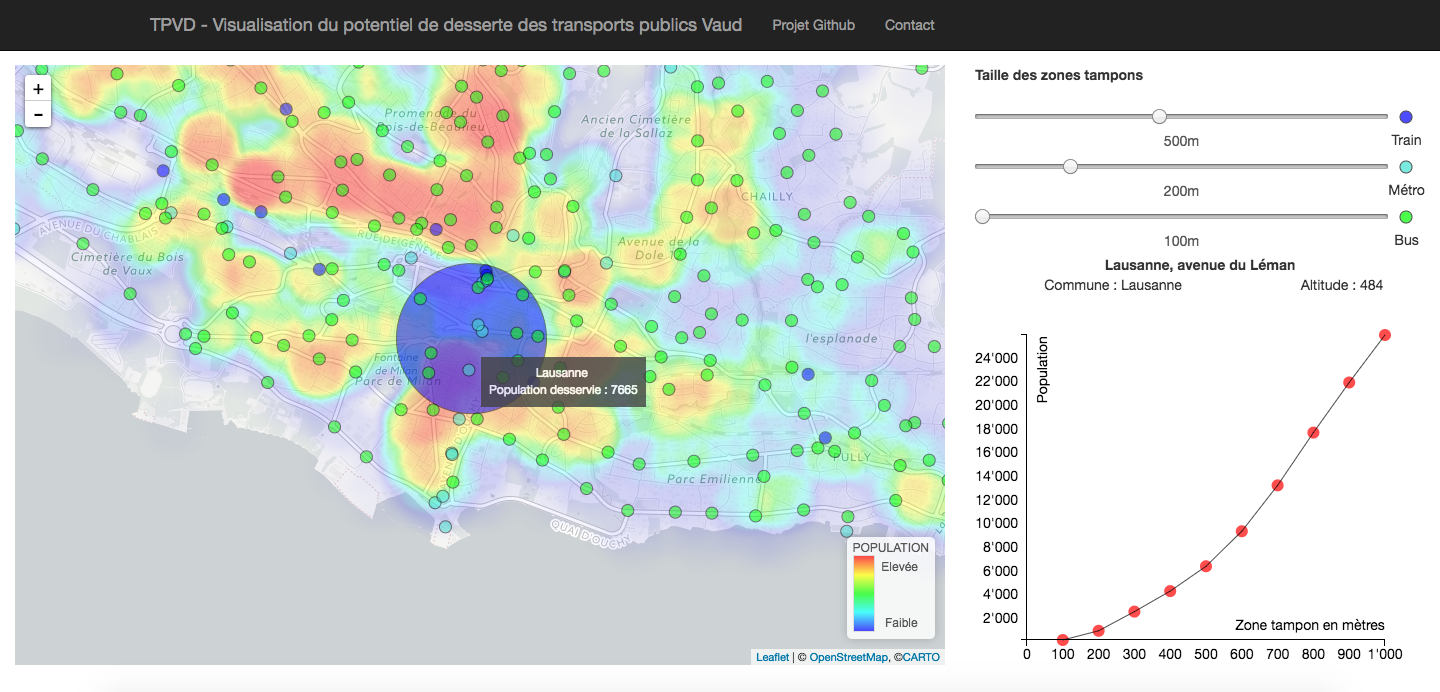 TPVD - Visualisation du potentiel de desserte des transports publics Vaud Projet Github Contact
+
-
Promenade du
Bois-de-Beaulieu
Ancien Cimetière
de la Sallaz
CHAILLY
AVENUE DU CHABLAIS
RUE DE GENÈVE
Cimetière du Bois
de Vaux
Avenue de la
Dole 17
l'esplanade
Fontaine
de Milan
Parc de Milan
Lausanne
Population desservie : 7665
PULLY
Parc Emilienne
QUAI D'OUCHY
POPULATION
Elevée
Faible
Leaflet | © OpenStreetMap, ©CARTO
Taille des zones tampons
500m
Train
200m
Métro
100m
Bus
Lausanne, avenue du Léman
Commune : Lausanne Altitude : 484
Population
24'000
22'000
20'000
18'000
16'000
14'000
12'000
10'000
8'000
6'000
4'000
2'000
Zone tampon en mètres
0 100 200 300 400 500 600 700 800 900 1'000